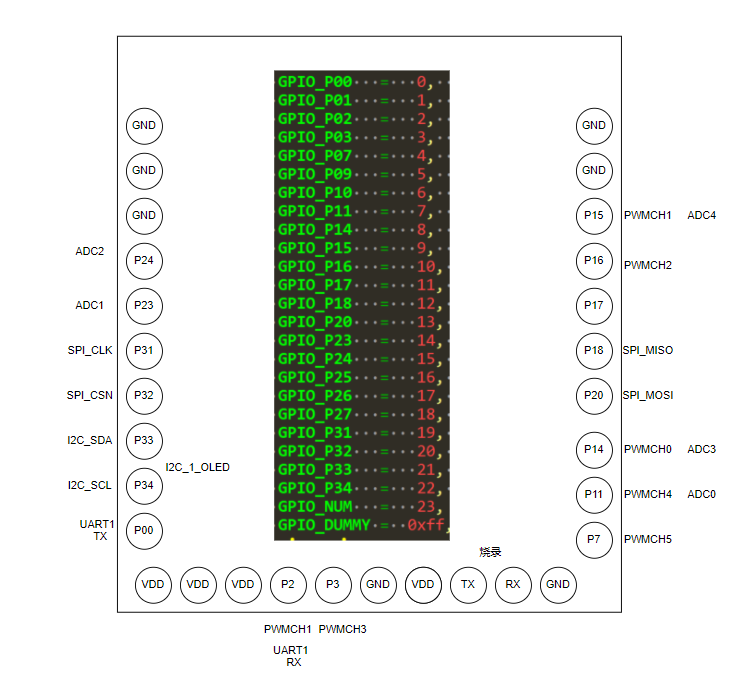 GPIO_P00 = 0,
GPIO_P01 = 1,
GPIO_P02 = 2,
GPIO_P03 = 3,
GPIO_P07 = 4,
GPIO_P09 = 5,
GPIO_P10 = 6,
GPIO_P11 = 7,
GPIO_P14 = 8,
GPIO_P15 = 9,
GPIO_P16 = 10,
GPIO_P17 = 11,
GPIO_P18 = 12,
GPIO_P20 = 13,
GPIO_P23 = 14,
GPIO_P24 = 15,
GPIO_P25 = 16,
GPIO_P26 = 17,
GPIO_P27 = 18,
GPIO_P31 = 19,
GPIO_P32 = 20,
GPIO_P33 = 21,
GPIO_P34 = 22,
GPIO_NUM = 23,
GPIO_DUMMY = 0xff,
GND
GND
GND
ADC2 P24
ADC1 P23
SPI_CLK P31
SPI_CSN P32
I2C_SDA P33
I2C_1_OLED
I2C_SCL P34
UART1
TX
P00
GND
GND
P15 PWMCH1 ADC4
P16 PWMCH2
P17
P18 SPI_MISO
P20 SPI_MOSI
P14 PWMCH0 ADC3
P11 PWMCH4 ADC0
P7 PWMCH5
烧录
VDD VDD VDD P2 P3 GND VDD TX RX GND
PWMCH1 PWMCH3
UART1
RX